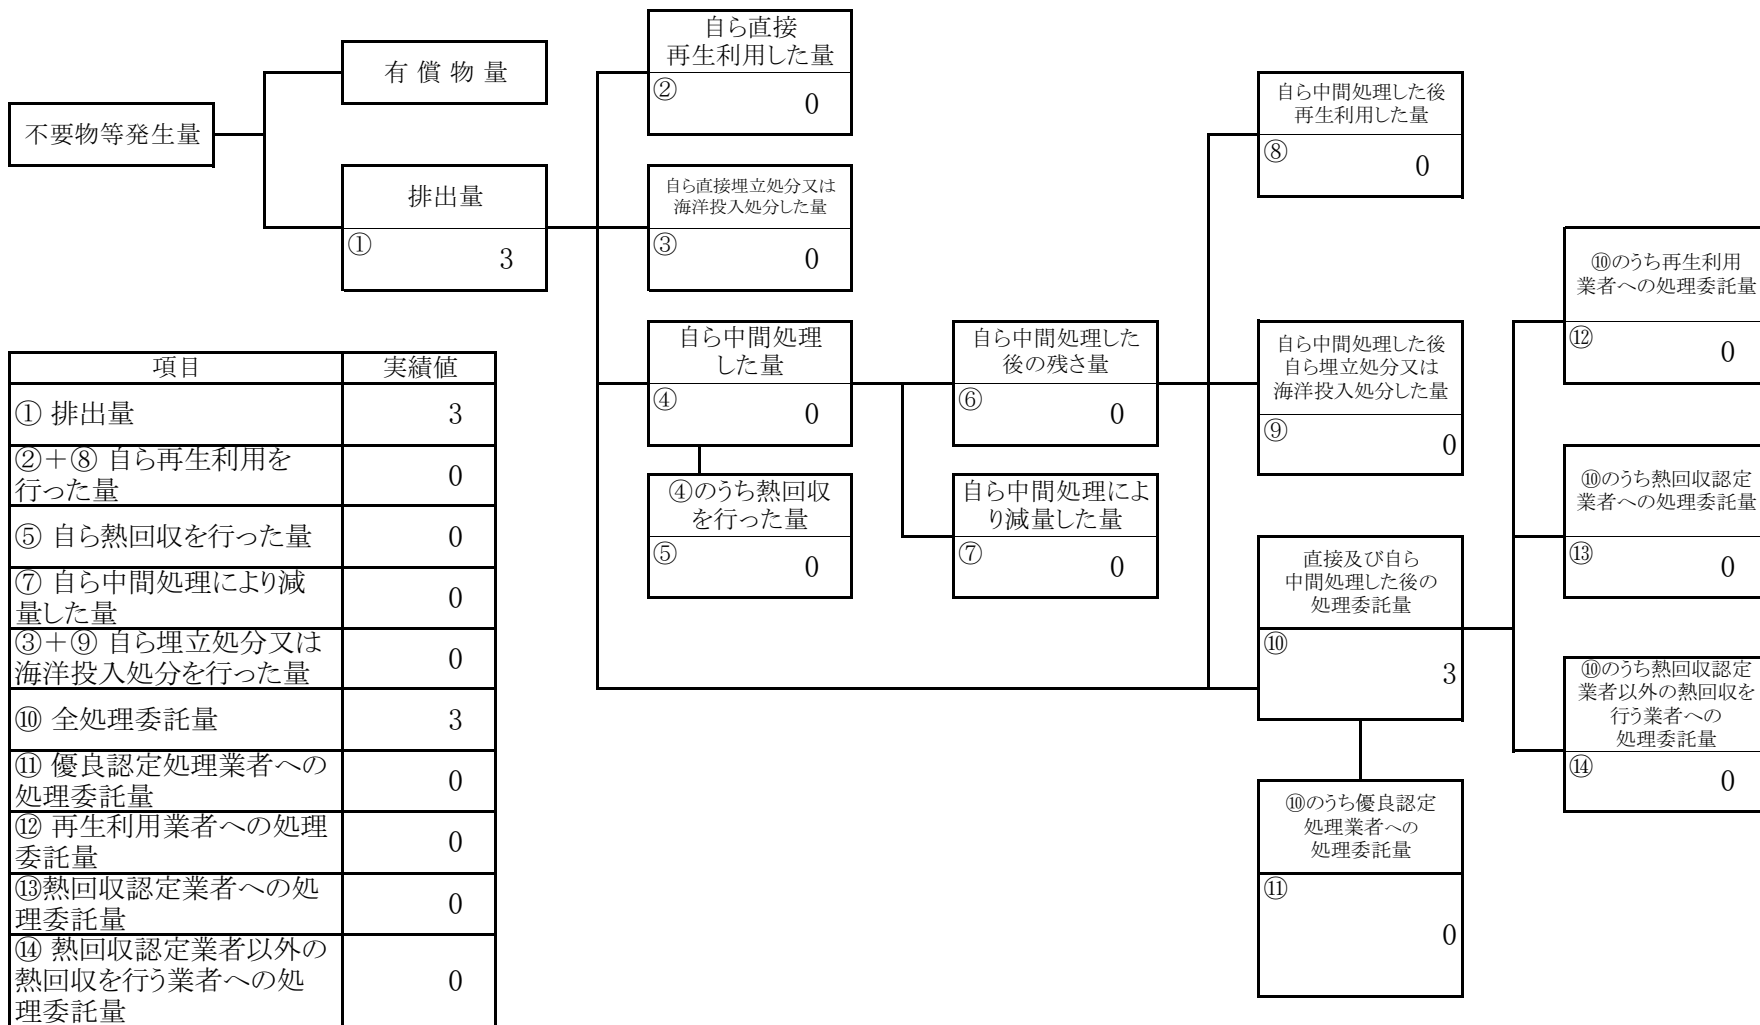 不要物等発生量
有 償 物 量
排出量
①
3
自ら直接
再生利用した量
②
0
自ら直接埋立処分又は
海洋投入処分した量
③
0
自ら中間処理
した量
④
0
④のうち熱回収
を行った量
⑤
0
自ら中間処理した
後の残さ量
⑥
0
自ら中間処理によ
り減量した量
⑦
0
自ら中間処理した後
再生利用した量
⑧
0
自ら中間処理した後
自ら埋立処分又は
海洋投入処分した量
⑨
0
直接及び自ら
中間処理した後の
処理委託量
⑩
3
⑩のうち優良認定
処理業者への
処理委託量
⑪
0
⑩のうち再生利用
業者への処理委託量
⑫
0
⑩のうち熱回収認定
業者への処理委託量
⑬
0
⑩のうち熱回収認定
業者以外の熱回収を
行う業者への
処理委託量
⑭
0
項目 実績値
① 排出量 3
②＋⑧ 自ら再生利用を
行った量 0
⑤ 自ら熱回収を行った量 0
⑦ 自ら中間処理により減
量した量 0
③＋⑨ 自ら埋立処分又は
海洋投入処分を行った量 0
⑩ 全処理委託量 3
⑪ 優良認定処理業者への
処理委託量 0
⑫ 再生利用業者への処理
委託量 0
⑬熱回収認定業者への処
理委託量 0
⑭ 熱回収認定業者以外の
熱回収を行う業者への処
理委託量 0